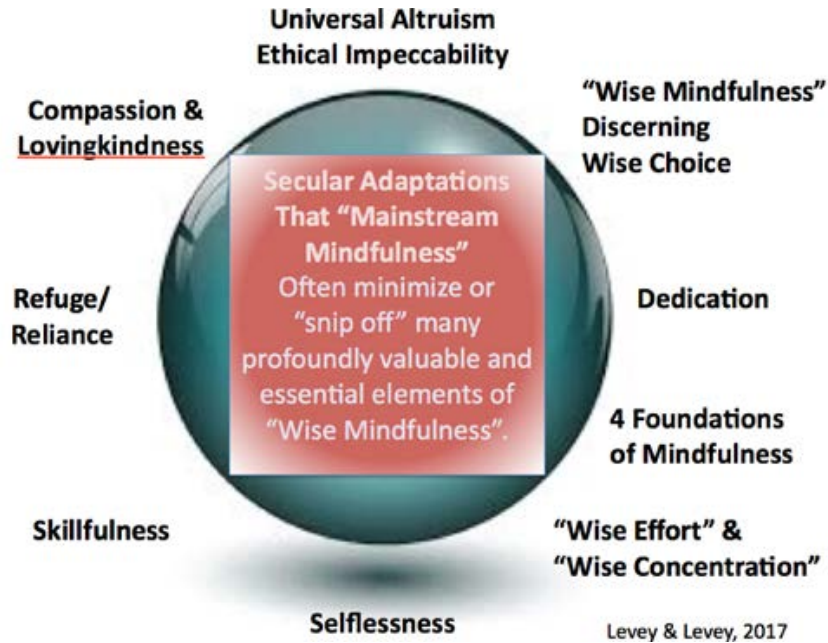 Universal Altruism
Ethical Impeccability
Compassion &
Lovingkindness
“Wise Mindfulness”
Discerning
Wise Choice
Secular Adaptations
That “Mainstream
Mindfulness”
Often minimize or
“snip off” many
profoundly valuable and
essential elements of
“Wise Mindfulness”.
Refuge/
Reliance
Dedication
4 Foundations
of Mindfulness
Skillfulness
“Wise Effort” &
“Wise Concentration”
Selflessness
Levey & Levey, 2017